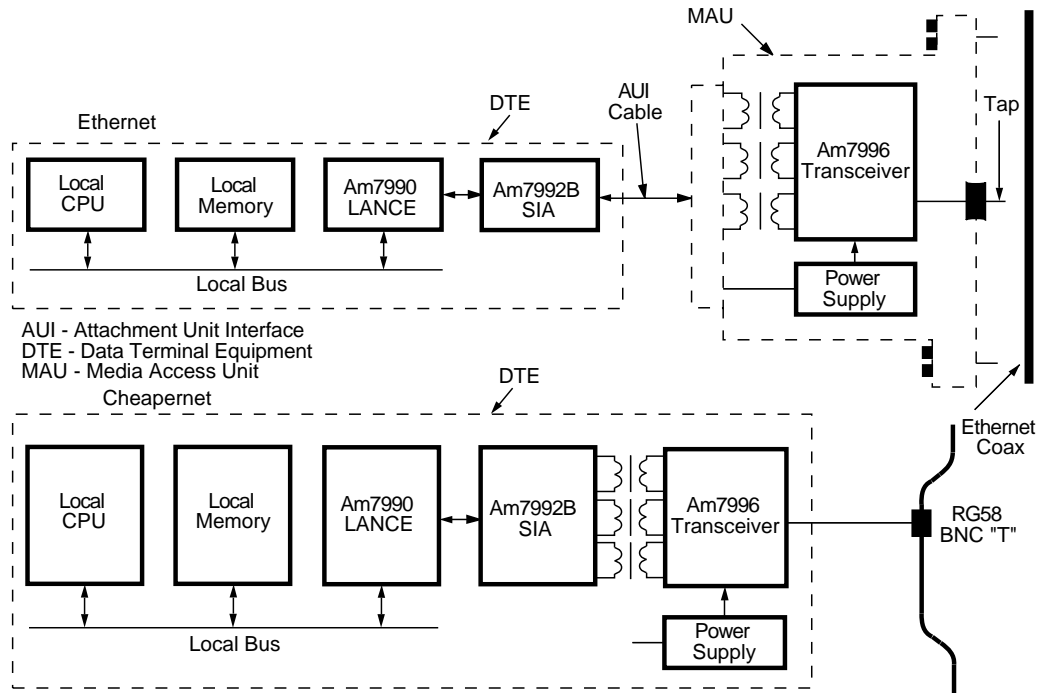 MAU
DTE
AUI
Cable
Tap
Ethernet
Local
CPU
Local
Memory
Am7990
LANCE
Am7992B
SIA
Am7996
Transceiver
Local Bus
Power
Supply
AUI - Attachment Unit Interface
DTE - Data Terminal Equipment
MAU - Media Access Unit
Cheapernet
DTE
Ethernet
Coax
Local
CPU
Local
Memory
Am7990
LANCE
Am7992B
SIA
Am7996
Transceiver
RG58
BNC "T"
Local Bus
Power
Supply